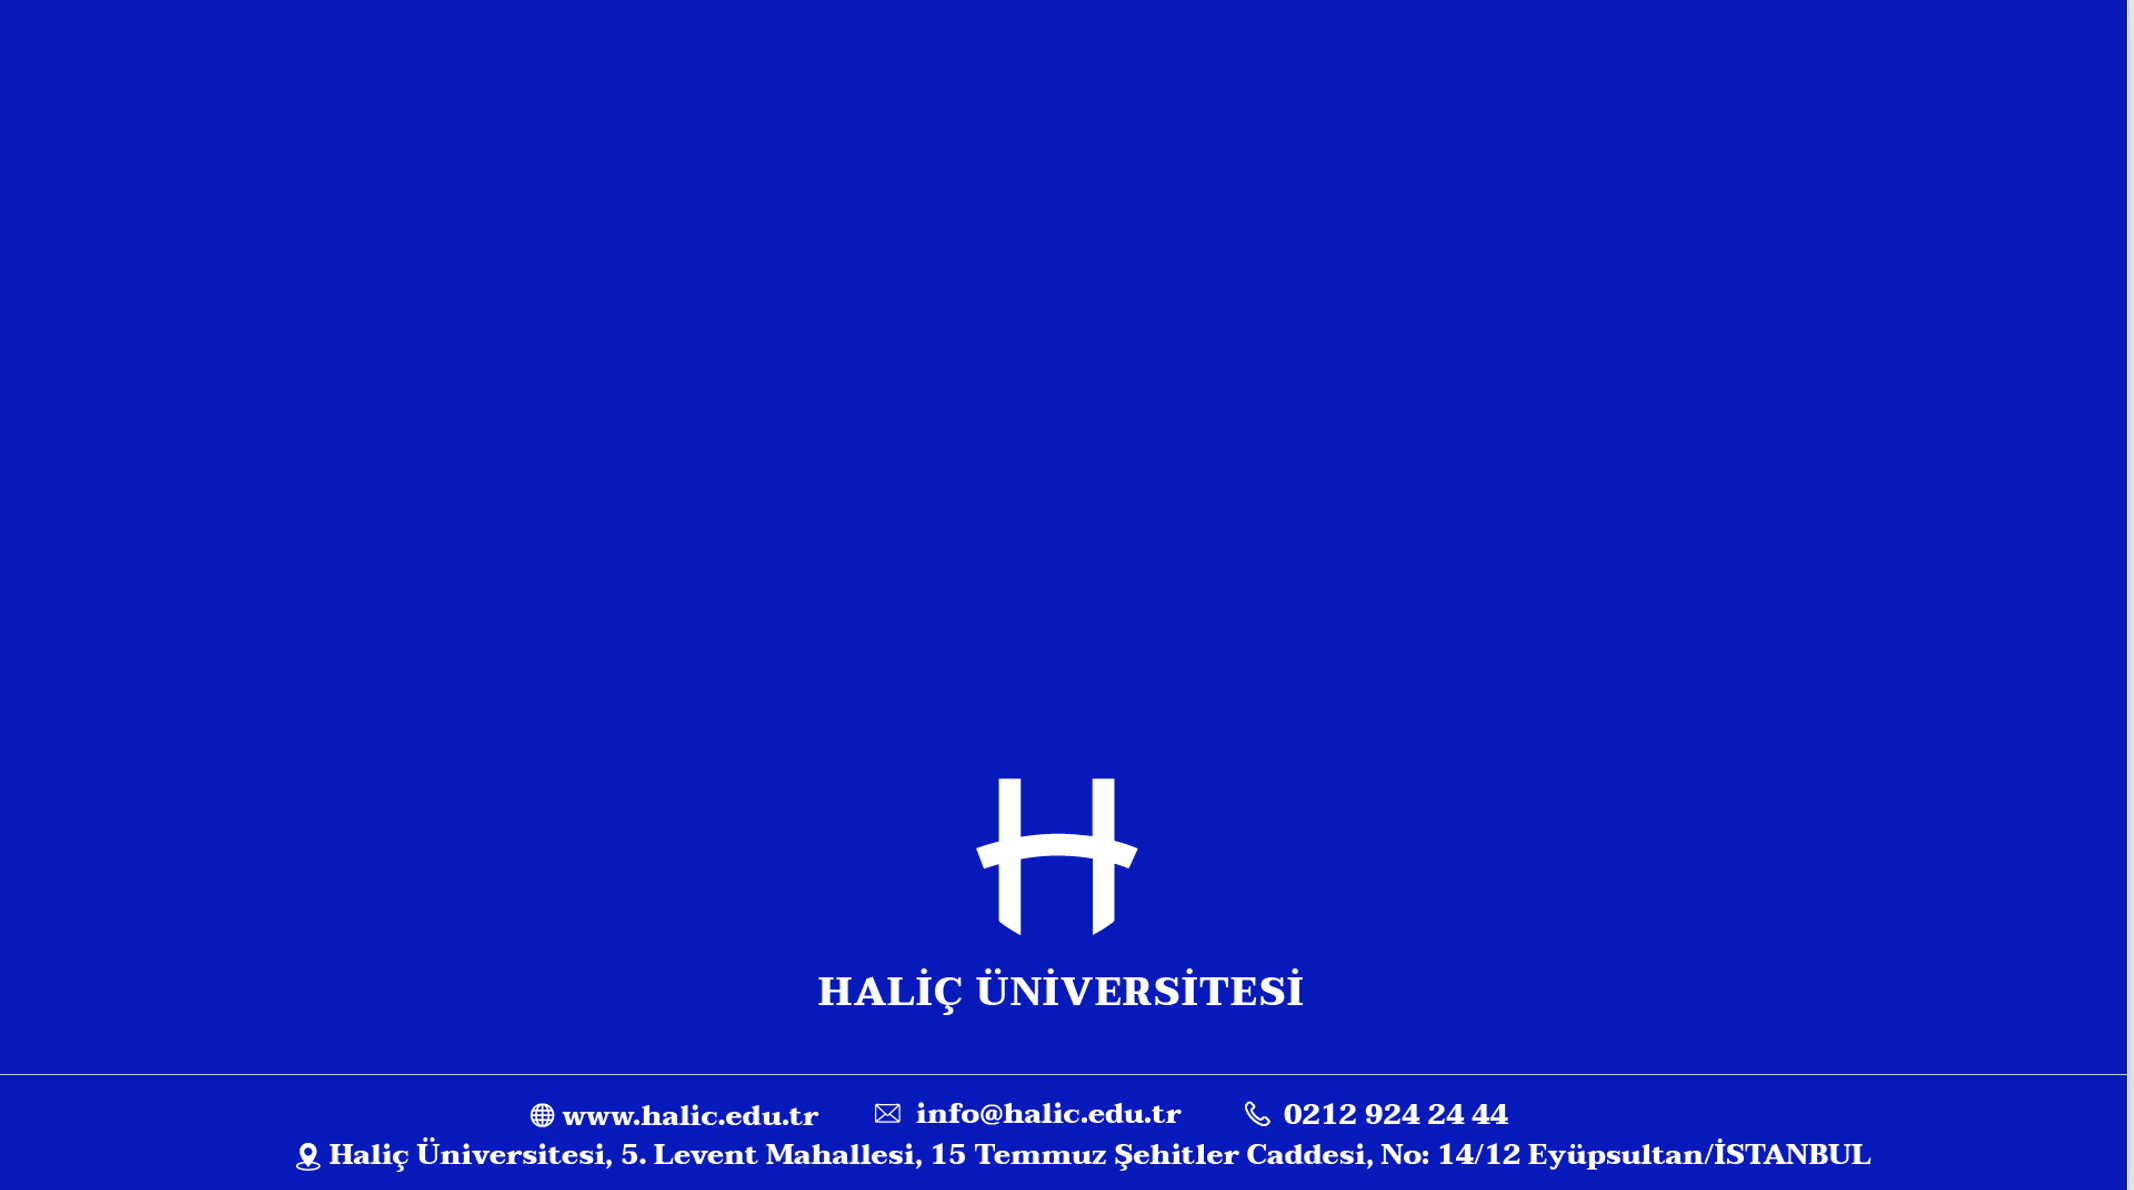 HALİÇ ÜNİVERSİTESİ
www.halic.edu.tr info@halic.edu.tr 0212 924 24 44
Haliç Üniversitesi, 5. Levent Mahallesi, 15 Temmuz Şehitler Caddesi, No: 14/12 Eyüpsultan/İSTANBUL